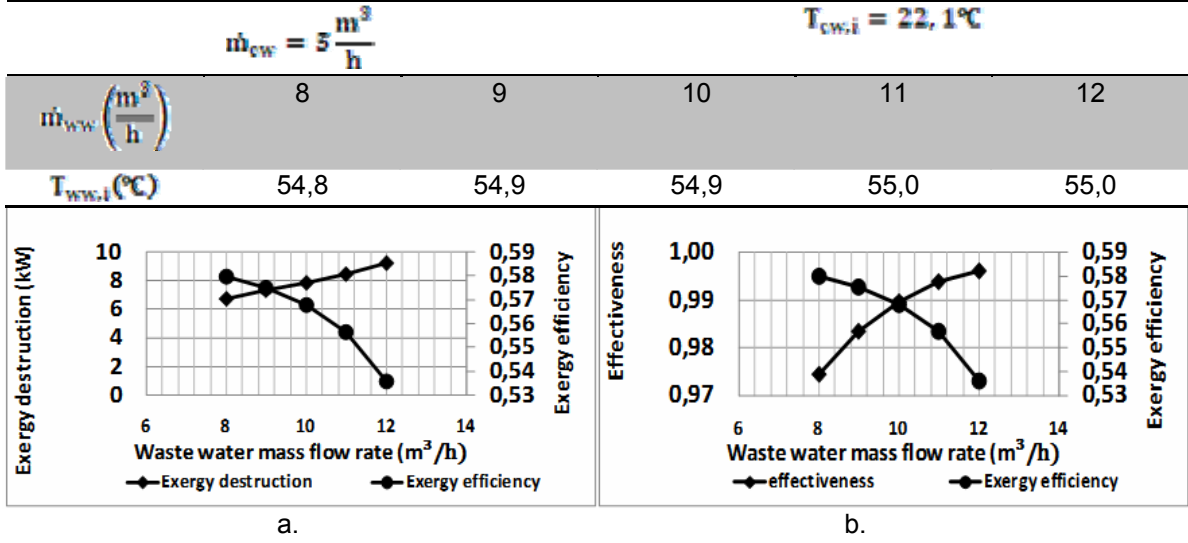 ṁcw = 5 m³/h Tcw,i = 22, 1℃
ṁww (m³/h) 8 9 10 11 12
Tww,i(℃) 54,8 54,9 54,9 55,0 55,0
Exergy destruction (kW)
10
8
6
4
2
0
0,59
0,58
0,57
0,56
0,55
0,54
0,53
Exergy efficiency
6 8 10 12 14
Waste water mass flow rate (m³/h)
Exergy destruction Exergy efficiency
a.
Effectiveness
1,00
0,99
0,98
0,97
0,59
0,58
0,57
0,56
0,55
0,54
0,53
Exergy efficiency
6 8 10 12 14
Waste water mass flow rate (m³/h)
effectiveness Exergy efficiency
b.